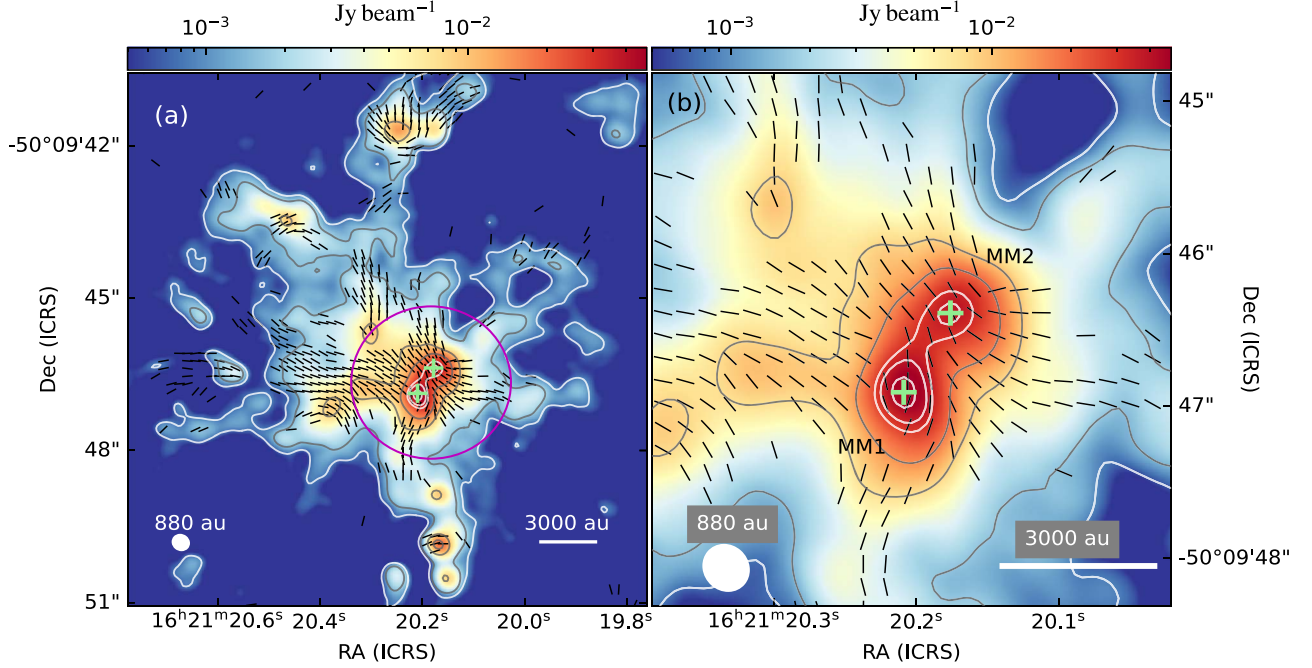 Jy beam⁻¹
Jy beam⁻¹
10⁻³
10⁻²
10⁻³
10⁻²
(a)
(b)
-50°09'42"
45"
48"
51"
Dec (ICRS)
880 au
3000 au
16ʰ21ᵐ20.6ˢ
20.4ˢ
20.2ˢ
20.0ˢ
19.8ˢ
RA (ICRS)
MM2
MM1
880 au
3000 au
45"
46"
47"
-50°09'48"
Dec (ICRS)
16ʰ21ᵐ20.3ˢ
20.2ˢ
20.1ˢ
RA (ICRS)